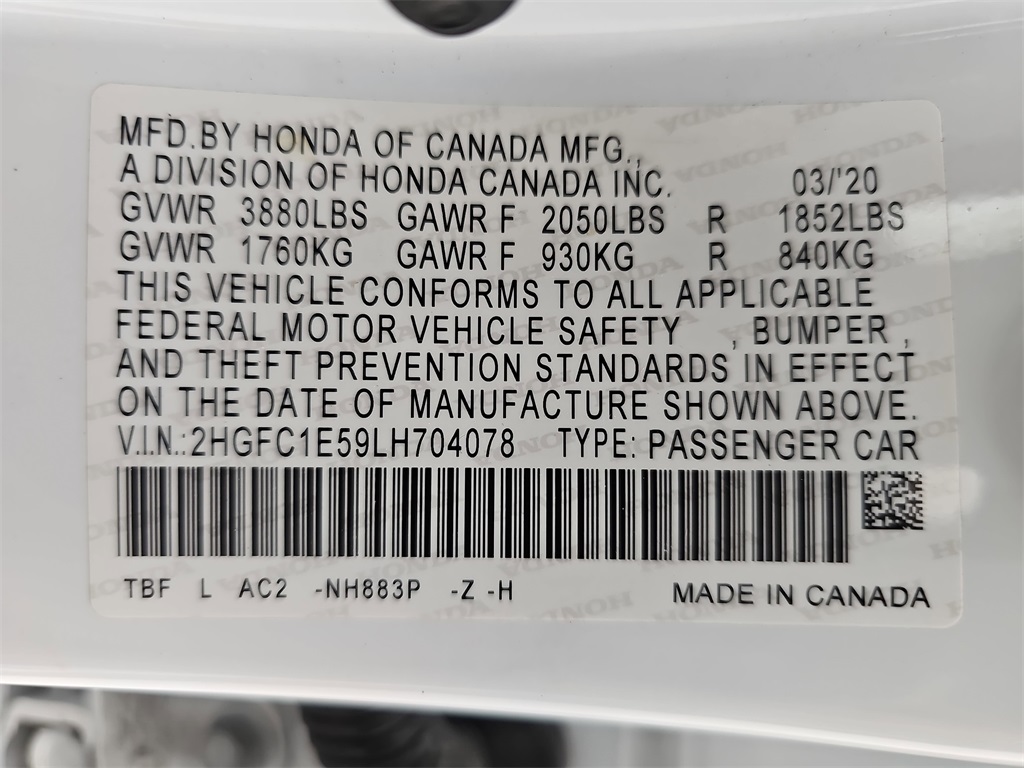 MFD.BY HONDA OF CANADA MFG.,
A DIVISION OF HONDA CANADA INC. 03/'20
GVWR 3880LBS GAWR F 2050LBS R 1852LBS
GVWR 1760KG GAWR F 930KG R 840KG
THIS VEHICLE CONFORMS TO ALL APPLICABLE
FEDERAL MOTOR VEHICLE SAFETY , BUMPER ,
AND THEFT PREVENTION STANDARDS IN EFFECT
ON THE DATE OF MANUFACTURE SHOWN ABOVE.
V.I.N.:2HGFC1E59LH704078 TYPE: PASSENGER CAR
TBF L AC2 -NH883P -Z -H MADE IN CANADA